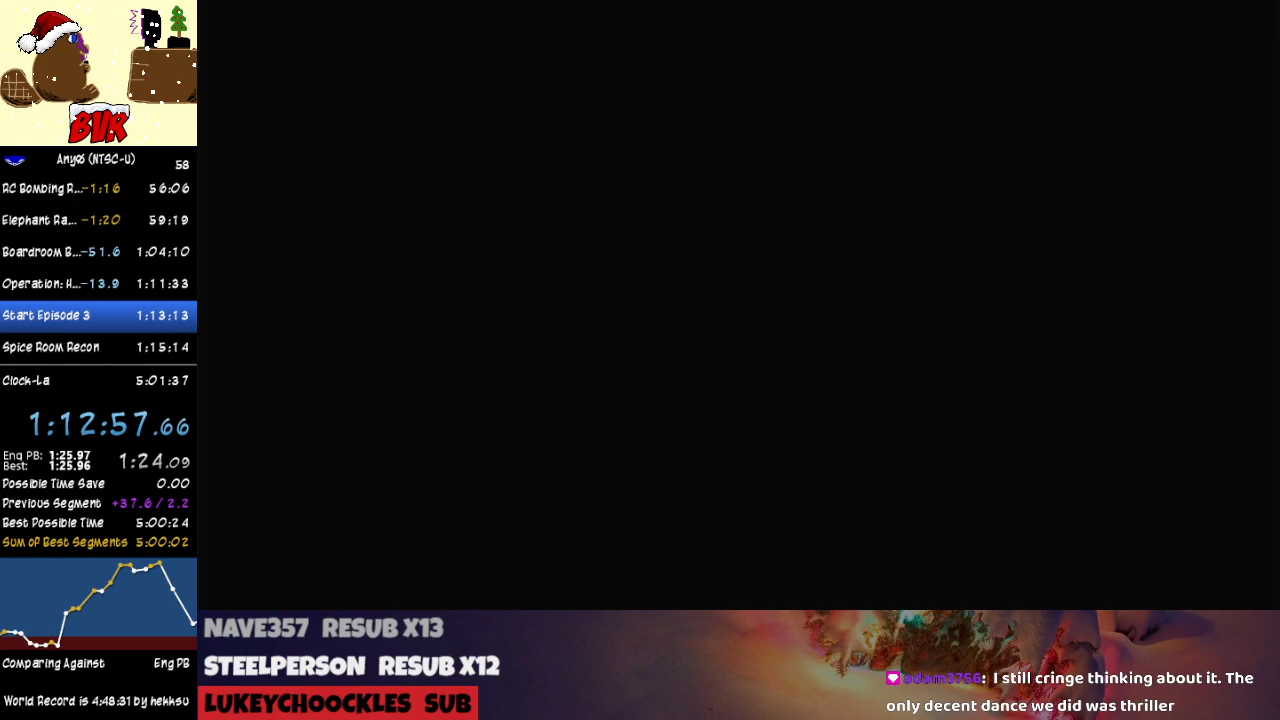 BVR
Any% (NTSC-U)
58
RC Bombing R... -1:16 56:06
Elephant Ra... -1:20 59:19
Boardroom B... -51.6 1:04:10
Operation: H... -13.9 1:11:33
Start Episode 3 1:13:13
Spice Room Recon 1:15:14
Clock-La 5:01:37
1:12:57.66
Eng PB: 1:25.97
Best: 1:25.96
1:24.09
Possible Time Save 0.00
Previous Segment +37.6 / 2.2
Best Possible Time 5:00:24
Sum of Best Segments 5:00:02
Comparing Against Eng PB
World Record is 4:48:31 by hekksu
NAVE357 RESUB X13
STEELPERSON RESUB X12
LUKEYCHOOCKLES SUB
adam3756: I still cringe thinking about it. The
only decent dance we did was thriller